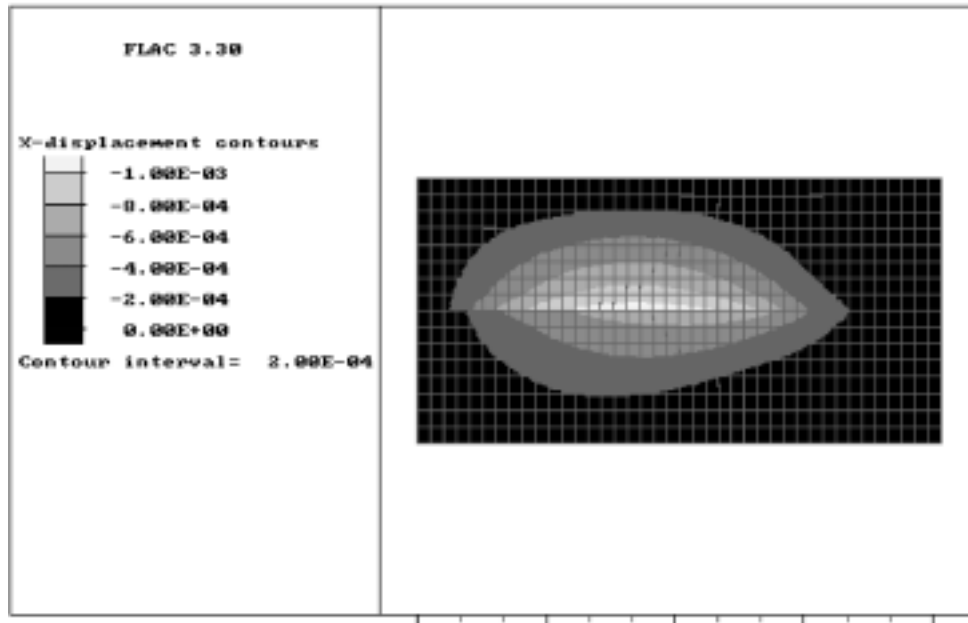 FLAC 3.30
X-displacement contours
-1.00E-03
-8.00E-04
-6.00E-04
-4.00E-04
-2.00E-04
0.00E+00
Contour interval= 2.00E-04